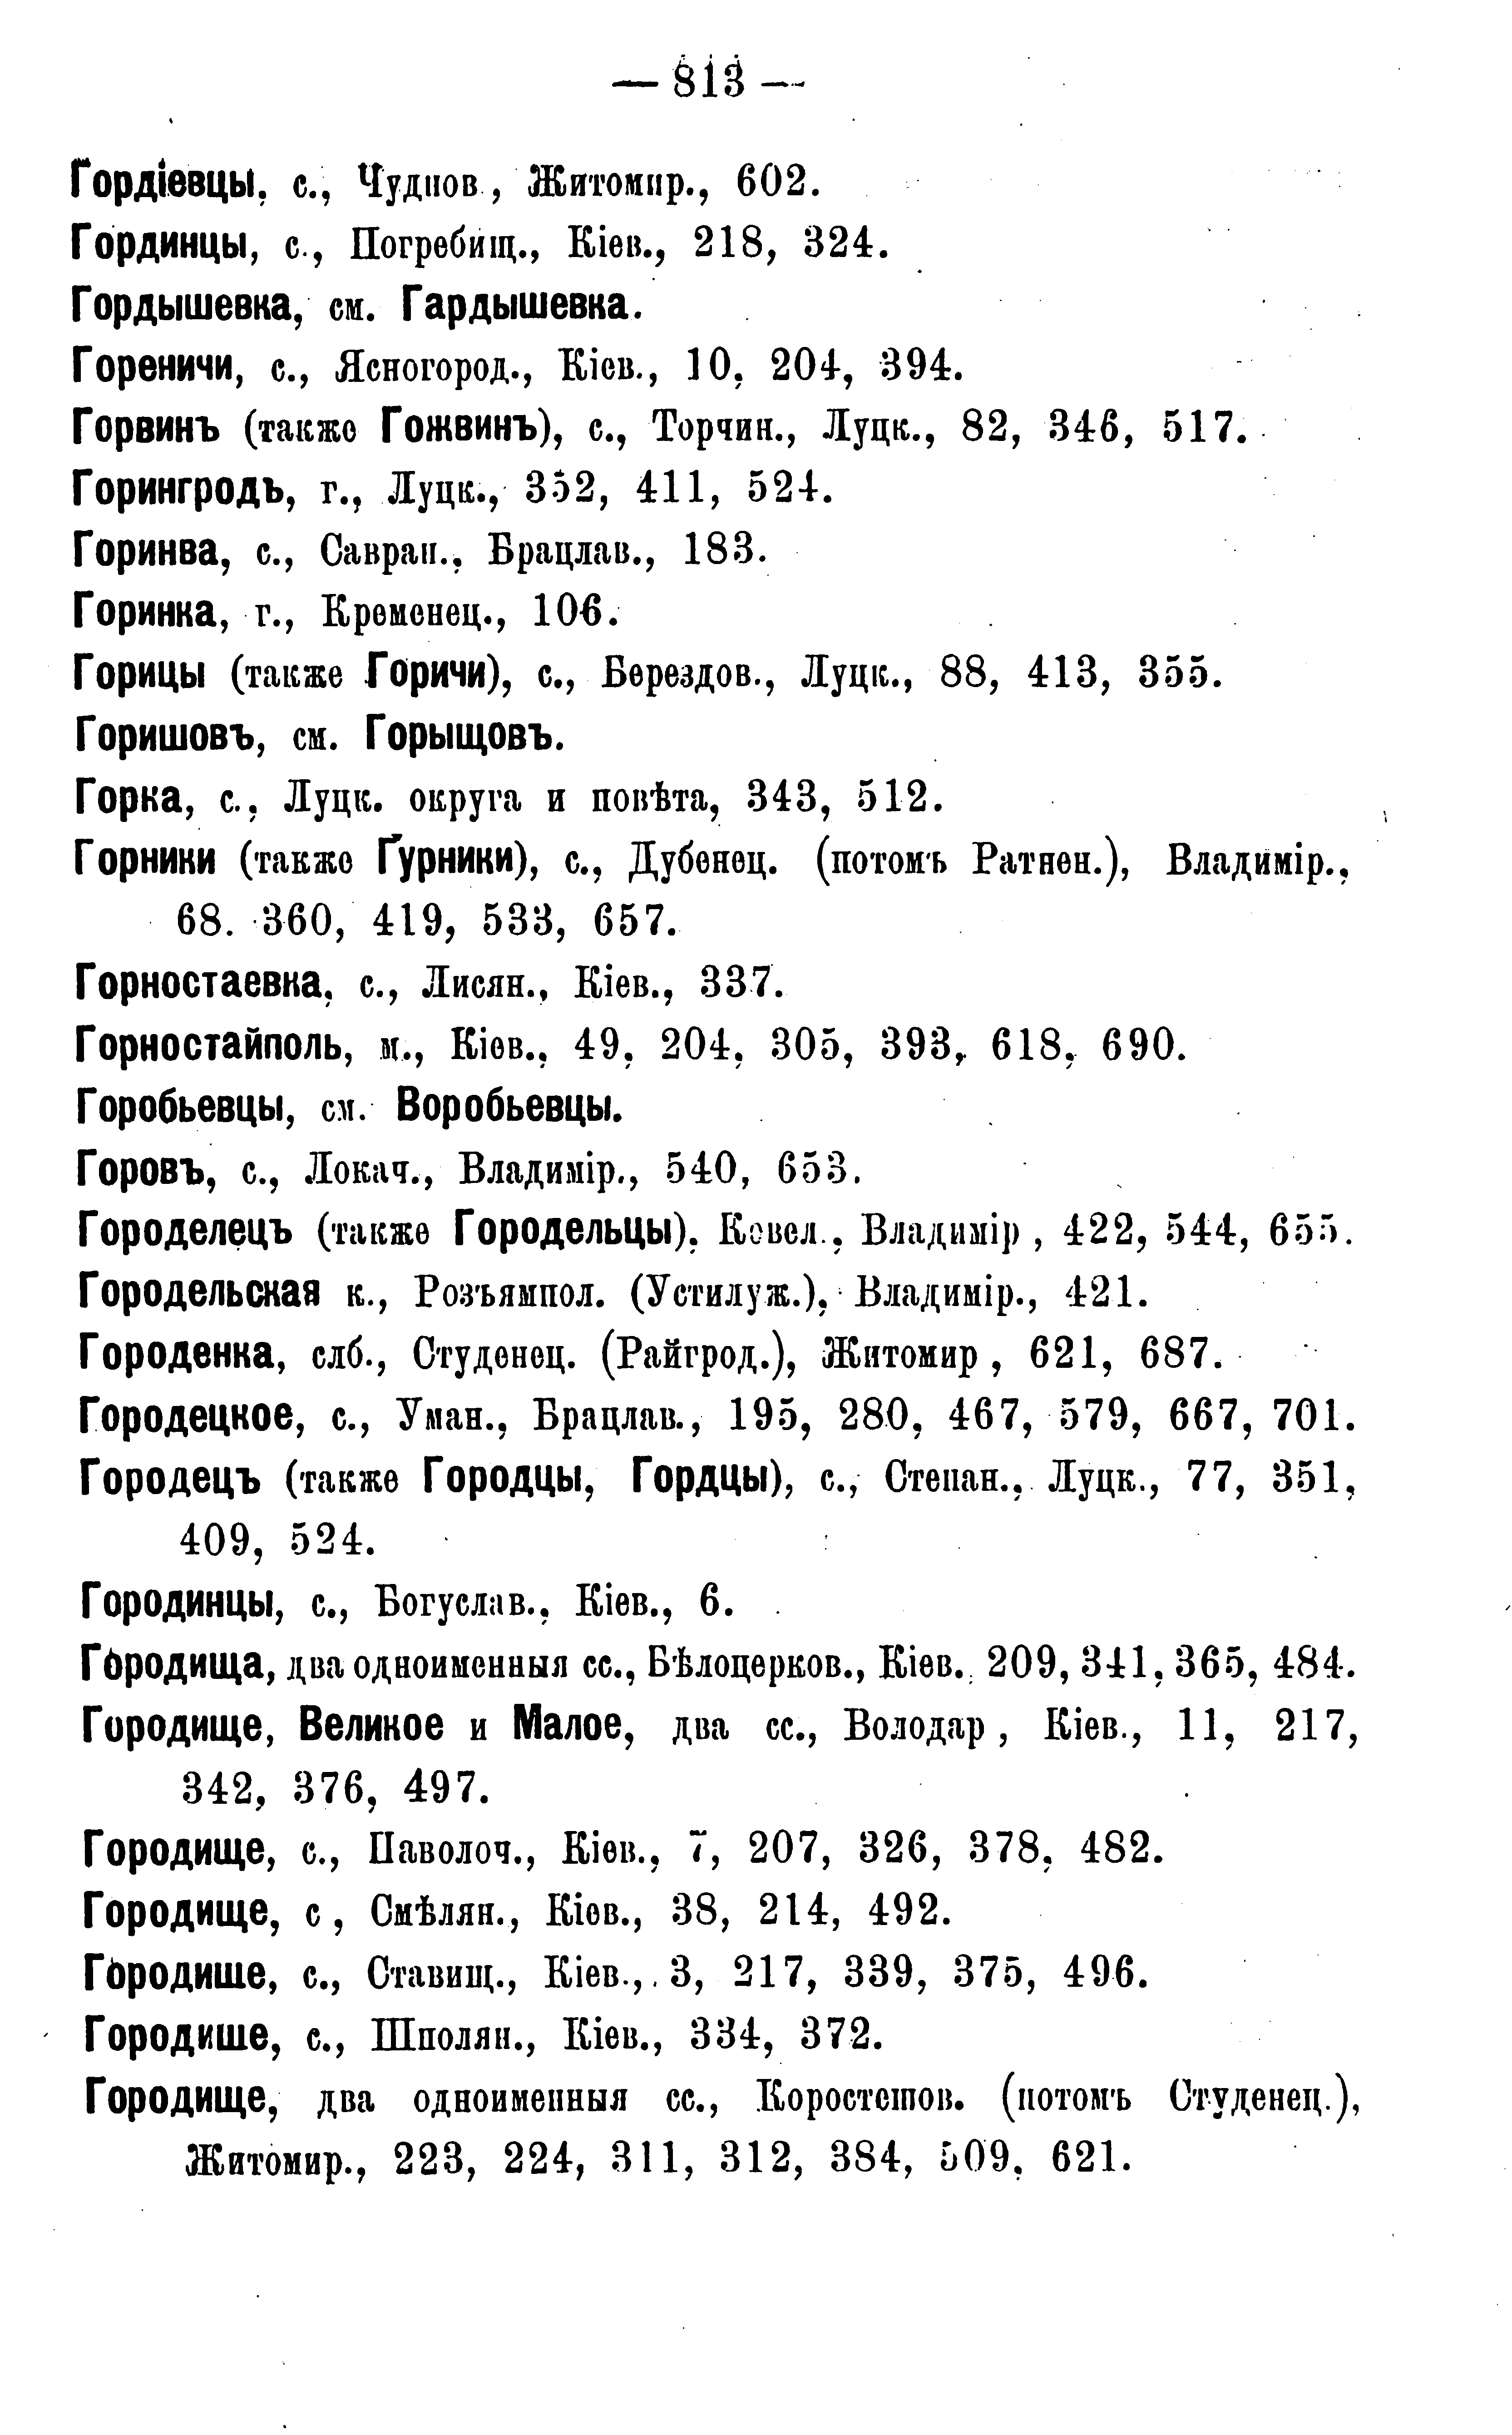 — 813 —
Гордіевцы, с., Чуднов., Житомир., 602.
Гординцы, с., Погребищ., Кіев., 218, 324.
Гордышевка, см. Гардышевка.
Гореничи, с., Ясногород., Кіев., 10, 204, 394.
Горвинъ (также Гожвинъ), с., Торчин., Луцк., 82, 346, 517.
Горингродъ, г., Луцк., 352, 411, 524.
Горинва, с., Савран., Брацлав., 183.
Горинка, г., Кременец., 106.
Горицы (также Горичи), с., Берездов., Луцк., 88, 413, 355.
Горишовъ, см. Горыщовъ.
Горка, с., Луцк. округа и повѣта, 343, 512.
Горники (также Ґурники), с., Дубенец. (потомъ Ратнен.), Владимір.,
68. 360, 419, 533, 657.
Горностаевка, с., Лисян., Кіев., 337.
Горностайполь, м., Кіев., 49, 204, 305, 393, 618, 690.
Горобьевцы, см. Воробьевцы.
Горовъ, с., Локач., Владимір., 540, 653.
Городелецъ (также Городельцы), Ковел., Владимір , 422, 544, 655.
Городельская к., Розъямпол. (Устилуж.), Владимір., 421.
Городенка, слб., Студенец. (Райгрод.), Житомир , 621, 687.
Городецкое, с., Уман., Брацлав., 195, 280, 467, 579, 667, 701.
Городецъ (также Городцы, Гордцы), с., Степан., Луцк., 77, 351,
409, 524.
Городинцы, с., Богуслав., Кіев., 6.
Городища, два одноименныя сс., Бѣлоцерков., Кіев., 209, 341, 365, 484.
Городище, Великое и Малое, два сс., Володар , Кіев., 11, 217,
342, 376, 497.
Городище, с., Паволоч., Кіев., 7, 207, 326, 378, 482.
Городище, с , Смѣлян., Кіев., 38, 214, 492.
Городише, с., Ставищ., Кіев., 3, 217, 339, 375, 496.
Городише, с., Шполян., Кіев., 334, 372.
Городище, два одноименныя сс., Коростешов. (потомъ Студенец.),
Житомир., 223, 224, 311, 312, 384, 509, 621.